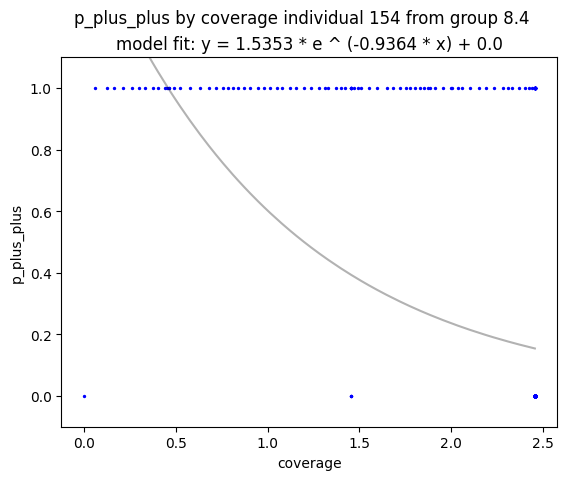 p_plus_plus by coverage individual 154 from group 8.4
model fit: y = 1.5353 * e ^ (-0.9364 * x) + 0.0
1.0
0.8
0.6
0.4
0.2
0.0
p_plus_plus
0.0 0.5 1.0 1.5 2.0 2.5
coverage